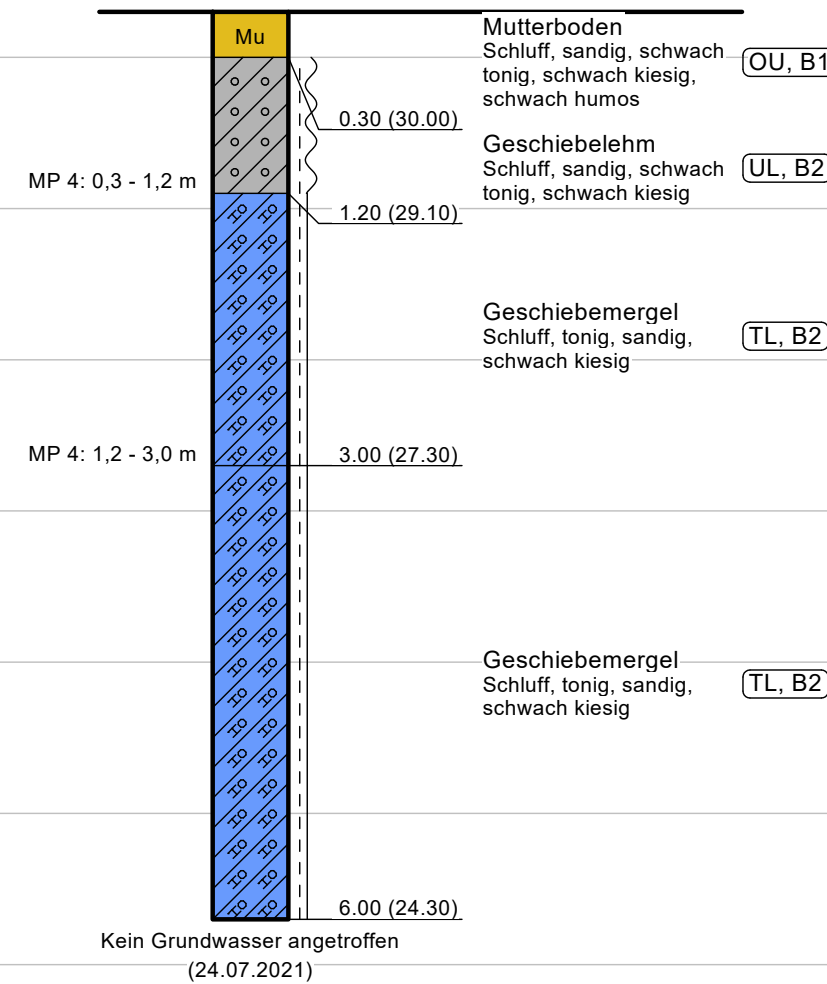 Mu
Mutterboden
Schluff, sandig, schwach
tonig, schwach kiesig,
schwach humos
OU, B1
0.30 (30.00)
Geschiebelehm
Schluff, sandig, schwach
tonig, schwach kiesig
UL, B2
MP 4: 0,3 - 1,2 m
1.20 (29.10)
Geschiebemergel
Schluff, tonig, sandig,
schwach kiesig
TL, B2
MP 4: 1,2 - 3,0 m
3.00 (27.30)
Geschiebemergel
Schluff, tonig, sandig,
schwach kiesig
TL, B2
6.00 (24.30)
Kein Grundwasser angetroffen
(24.07.2021)